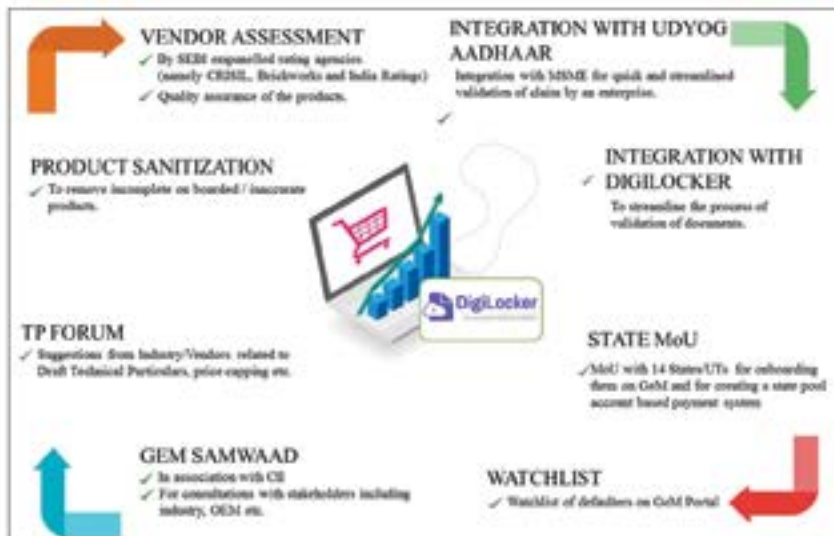 VENDOR ASSESSMENT
By SEBI empanelled rating agencies
(namely CRISIL, Brickworks and India Ratings)
Quality assurance of the products.
INTEGRATION WITH UDYOG
AADHAAR
Integration with MSME for quick and streamlined
validation of claim by an enterprise.
PRODUCT SANITIZATION
To remove incomplete on boarded / inaccurate
products.
INTEGRATION WITH
DIGILOCKER
To streamline the process of
validation of documents.
DigiLocker
TP FORUM
Suggestions from Industry/Vendors related to
Draft Technical Particulars, price capping etc.
STATE MoU
MoU with 14 States/UTs for onboarding
them on GeM and for creating a state pool
account based payment system
GEM SAMWAAD
In association with CII
For consultations with stakeholders including
industry, OEM etc.
WATCHLIST
Watchlist of defaulters on GeM Portal